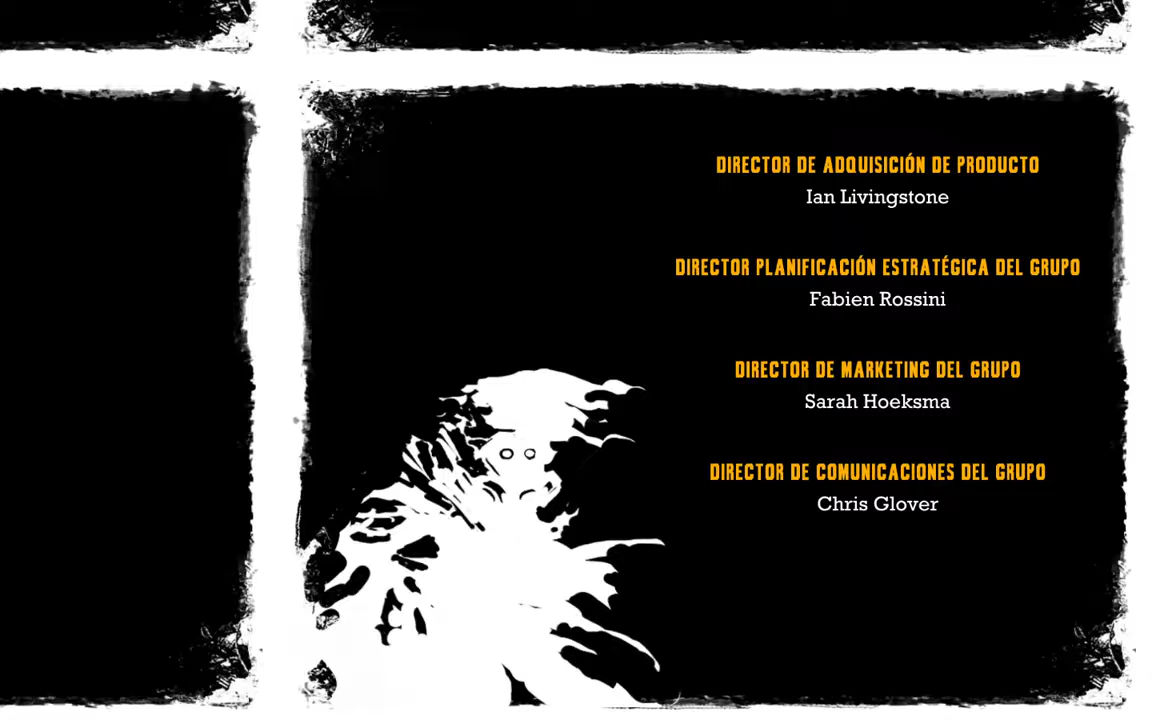 DIRECTOR DE ADQUISICIÓN DE PRODUCTO
Ian Livingstone
DIRECTOR PLANIFICACIÓN ESTRATÉGICA DEL GRUPO
Fabien Rossini
DIRECTOR DE MARKETING DEL GRUPO
Sarah Hoeksma
DIRECTOR DE COMUNICACIONES DEL GRUPO
Chris Glover